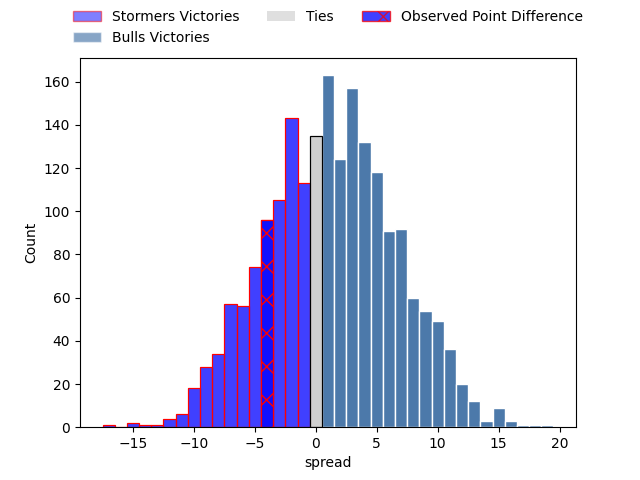 Stormers Victories
Ties
Observed Point Difference
Bulls Victories
160
140
120
100
80
60
40
20
0
Count
−15
−10
−5
0
5
10
15
20
spread